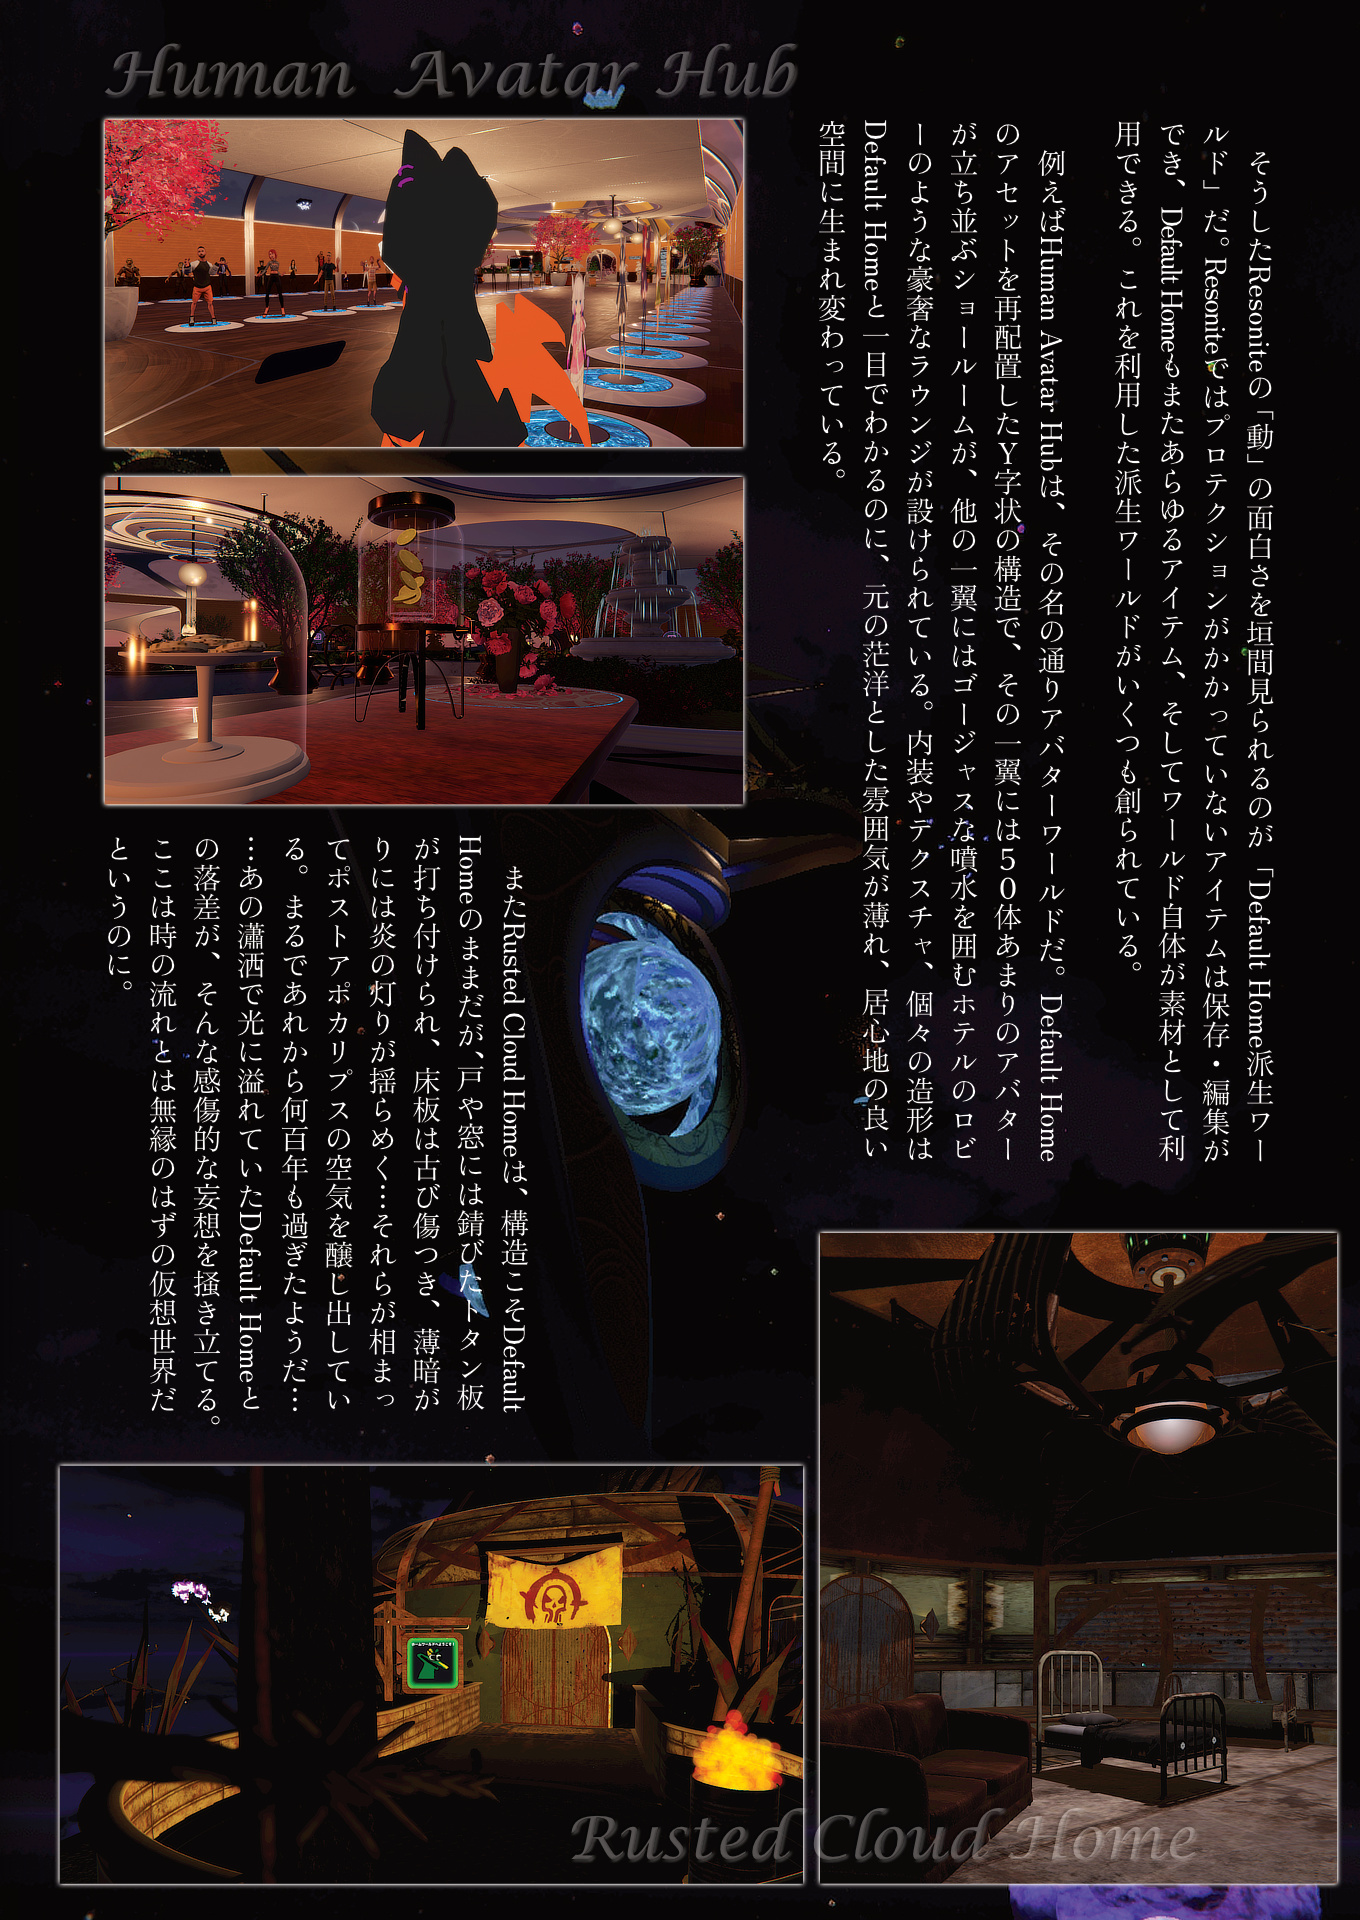 Human Avatar Hub
　そうしたResoniteの「動」の面白さを垣間見られるのが「Default Home派生ワー
ルド」だ。Resoniteではプロテクションがかかっていないアイテムは保存・編集が
でき、Default Homeもまたあらゆるアイテム、そしてワールド自体が素材として利
用できる。これを利用した派生ワールドがいくつも創られている。
　例えばHuman Avatar Hubは、その名の通りアバターワールドだ。Default Home
のアセットを再配置したY字状の構造で、その一翼には５０体あまりのアバター
が立ち並ぶショールームが、他の一翼にはゴージャスな噴水を囲むホテルのロビ
ーのような豪奢なラウンジが設けられている。内装やテクスチャ、個々の造形は
Default Homeと一目でわかるのに、元の茫洋とした雰囲気が薄れ、居心地の良い
空間に生まれ変わっている。
　またRusted Cloud Homeは、構造こそDefault
Homeのままだが、戸や窓には錆びたトタン板
が打ち付けられ、床板は古び傷つき、薄暗が
りには炎の灯りが揺らめく…それらが相まっ
てポストアポカリプスの空気を醸し出してい
る。まるであれから何百年も過ぎたようだ…
…あの瀟洒で光に溢れていたDefault Homeと
の落差が、そんな感傷的な妄想を掻き立てる。
ここは時の流れとは無縁のはずの仮想世界だ
というのに。
ホームワールドへようこそ！
Rusted Cloud Home